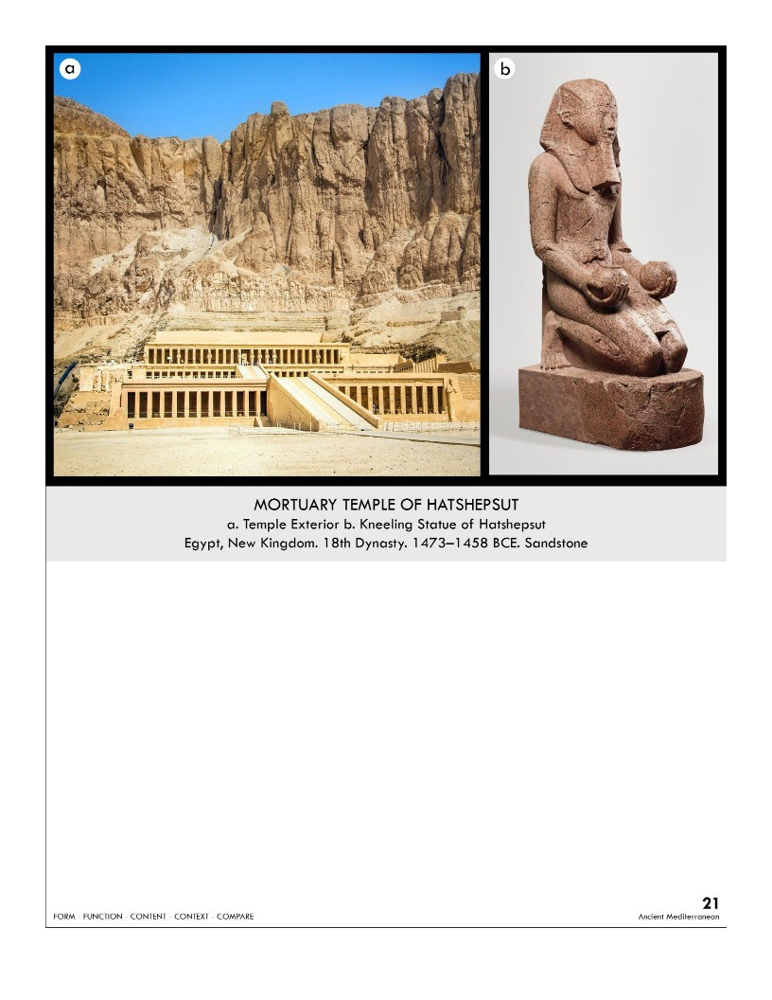 a
b
MORTUARY TEMPLE OF HATSHEPSUT
a. Temple Exterior b. Kneeling Statue of Hatshepsut
Egypt, New Kingdom. 18th Dynasty. 1473–1458 BCE. Sandstone
21
FORM · FUNCTION · CONTENT · CONTEXT · COMPARE
Ancient Mediterranean